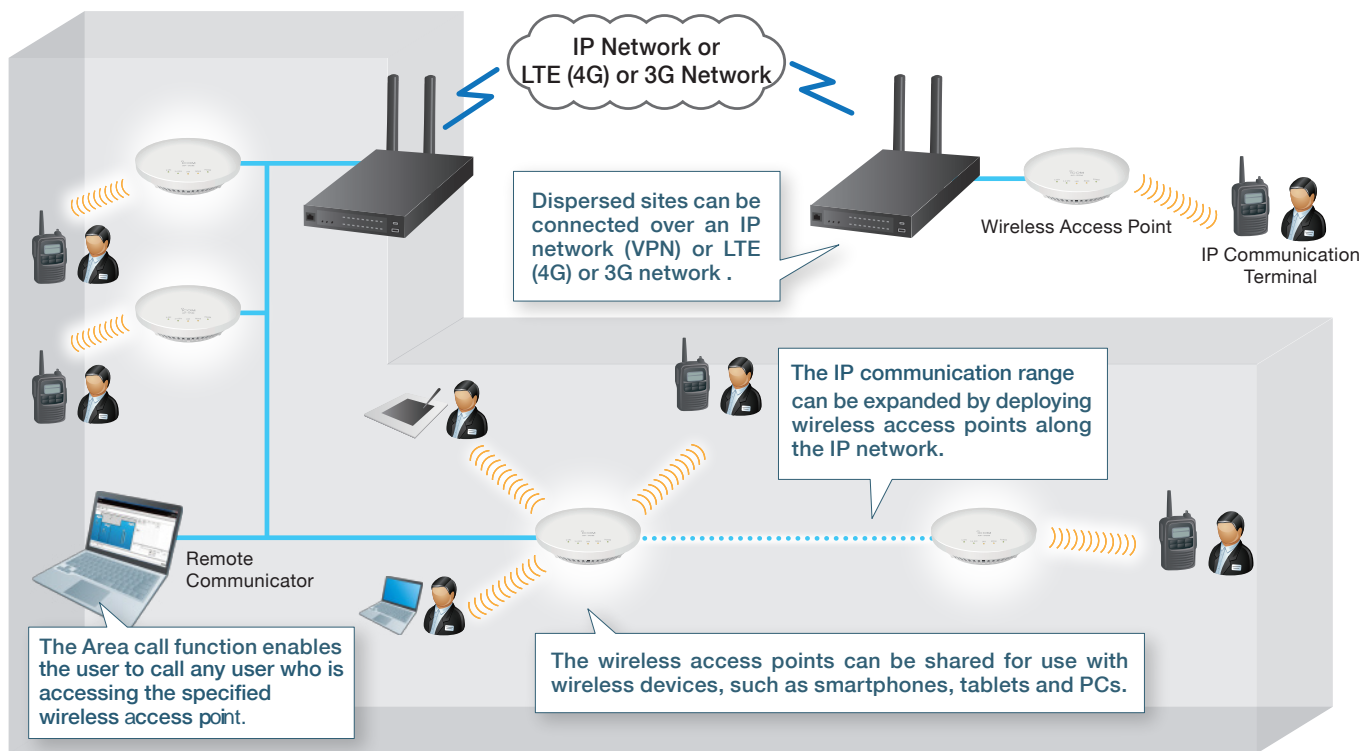 IP Network or
LTE (4G) or 3G Network
Dispersed sites can be
connected over an IP
network (VPN) or LTE
(4G) or 3G network .
Wireless Access Point
IP Communication
Terminal
The IP communication range
can be expanded by deploying
wireless access points along
the IP network.
Remote
Communicator
The Area call function enables
the user to call any user who is
accessing the specified
wireless access point.
The wireless access points can be shared for use with
wireless devices, such as smartphones, tablets and PCs.